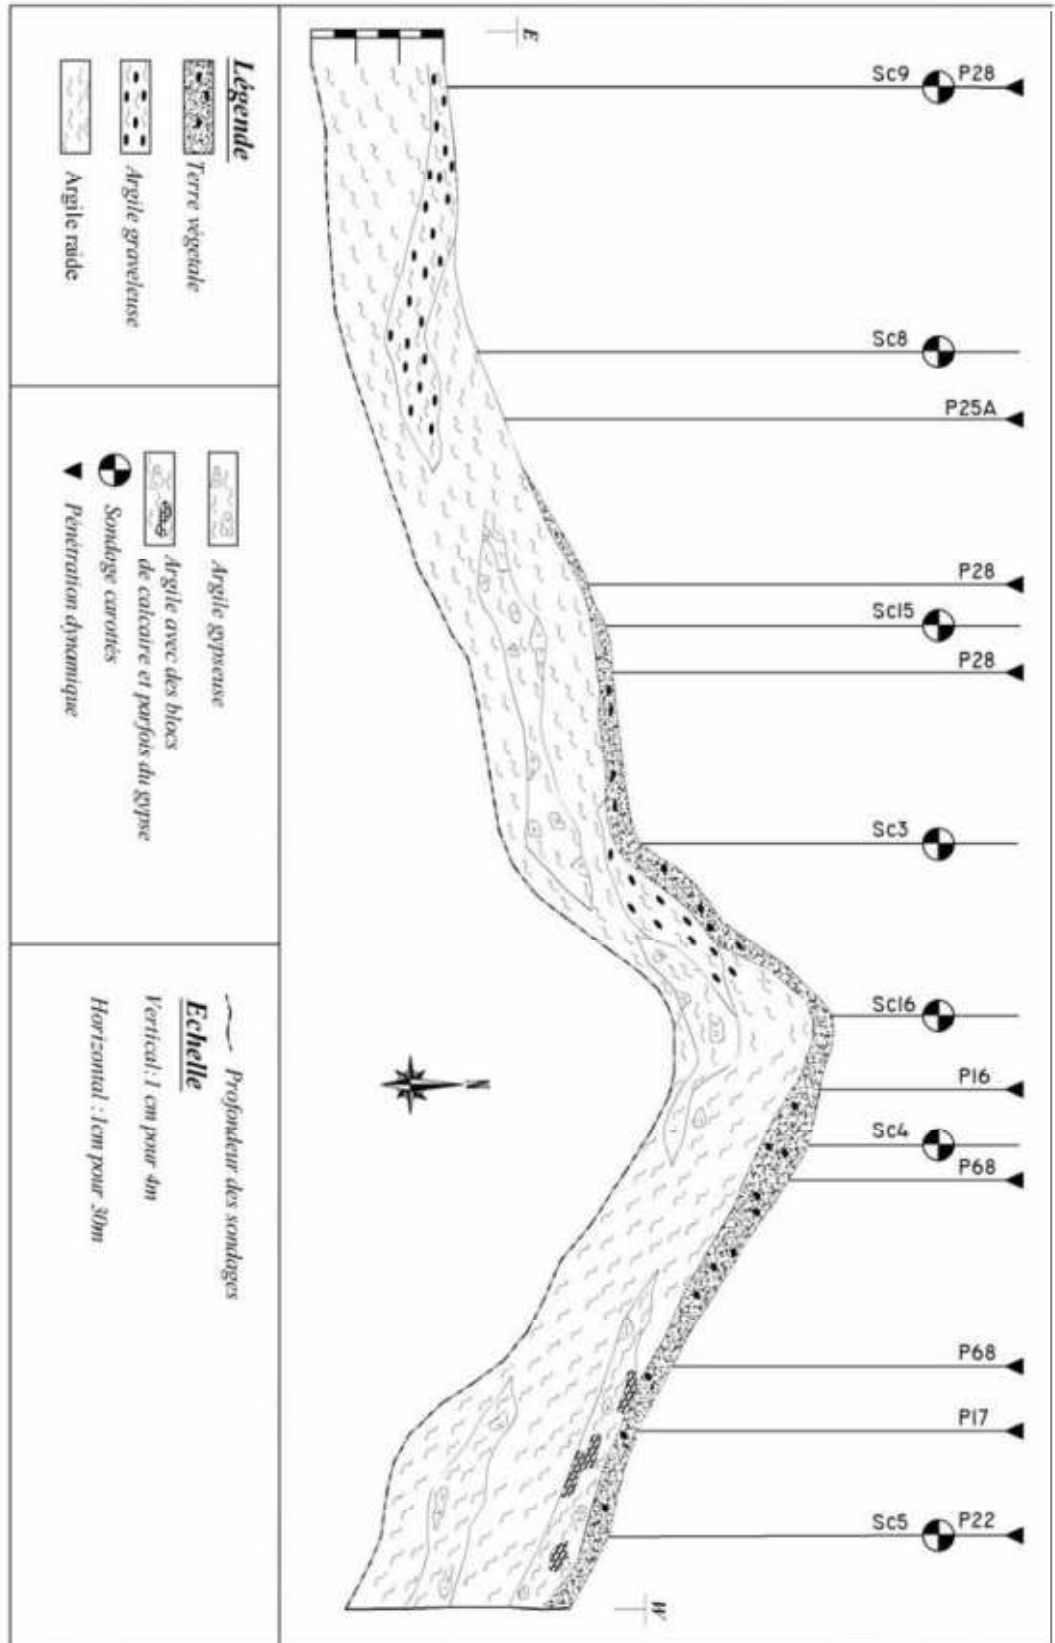 E
Sc9
P28
Sc8
P25A
P28
Sc15
P28
Sc3
Sc16
P16
Sc4
P68
P68
P17
Sc5
P22
W
N
Légende
Terre végetale
Argile graveleuse
Argile raide
Argile gypseuse
Argile avec des blocs
de calcaire et parfois du gypse
Sondage carottés
Pénétration dynamique
Profondeur des sondages
Echelle
Vertical: 1 cm pour 4m
Horizontal : 1cm pour 30m